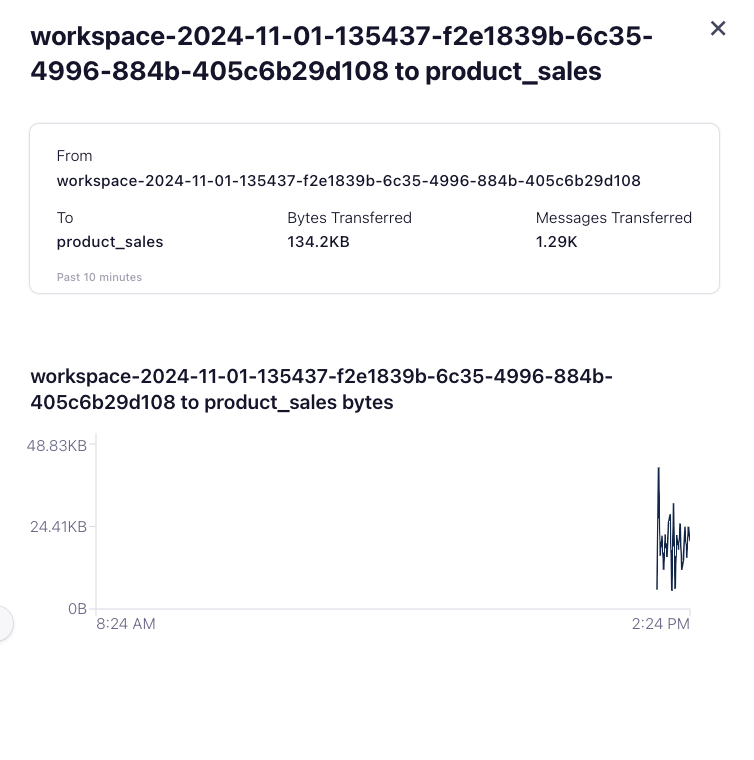 workspace-2024-11-01-135437-f2e1839b-6c35-
4996-884b-405c6b29d108 to product_sales
From
workspace-2024-11-01-135437-f2e1839b-6c35-4996-884b-405c6b29d108
To
product_sales
Bytes Transferred
134.2KB
Messages Transferred
1.29K
Past 10 minutes
workspace-2024-11-01-135437-f2e1839b-6c35-4996-884b-
405c6b29d108 to product_sales bytes
48.83KB
24.41KB
0B
8:24 AM
2:24 PM